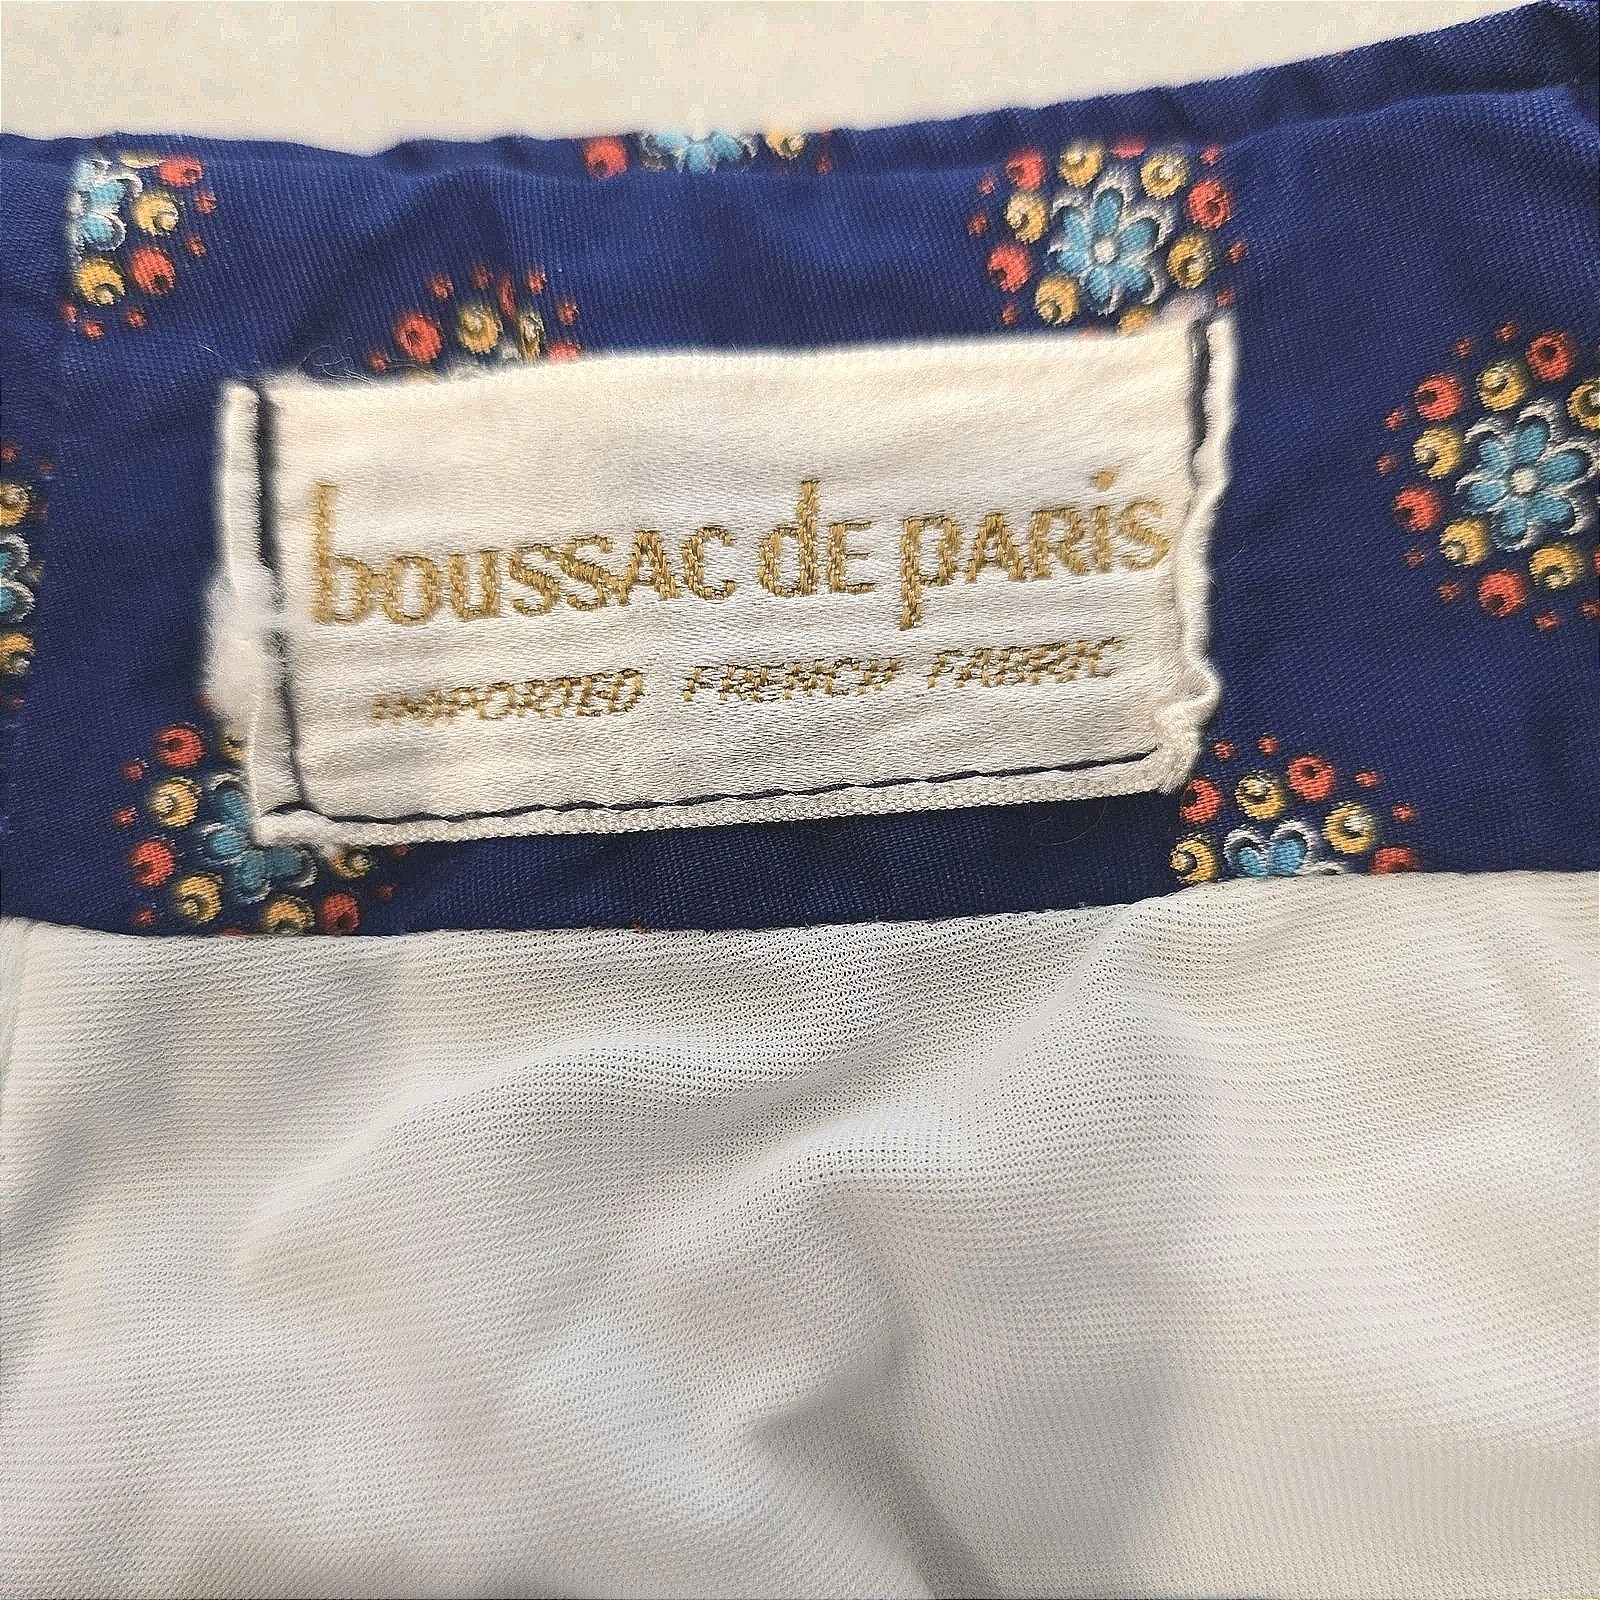 boussac de paris
IMPORTED FRENCH FABRIC